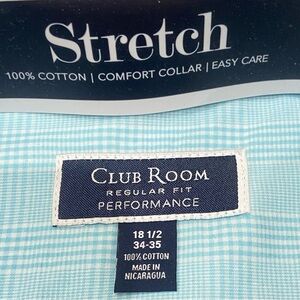 Stretch
100% COTTON | COMFORT COLLAR | EASY CARE
CLUB ROOM
REGULAR FIT
PERFORMANCE
18 1/2
34-35
100% COTTON
MADE IN
NICARAGUA